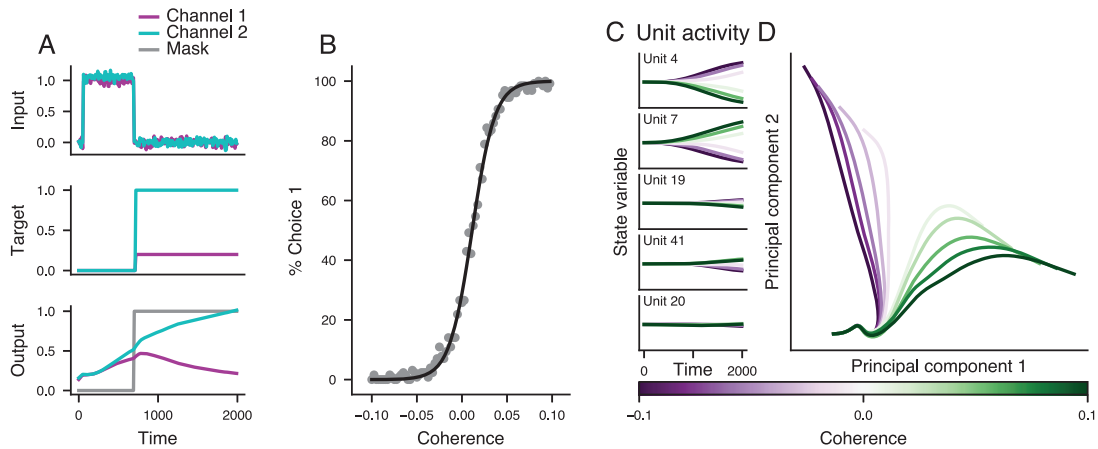 Channel 1
Channel 2
Mask
A
Input
1.0
0.5
0.0
Target
1.0
0.5
0.0
Output
1.0
0.5
0.0
0
1000
2000
Time
B
% Choice 1
100
80
60
40
20
0
−0.10
−0.05
0.00
0.05
0.10
Coherence
C Unit activity
State variable
Unit 4
Unit 7
Unit 19
Unit 41
Unit 20
0
Time
2000
D
Principal component 2
Principal component 1
−0.1
0.0
0.1
Coherence